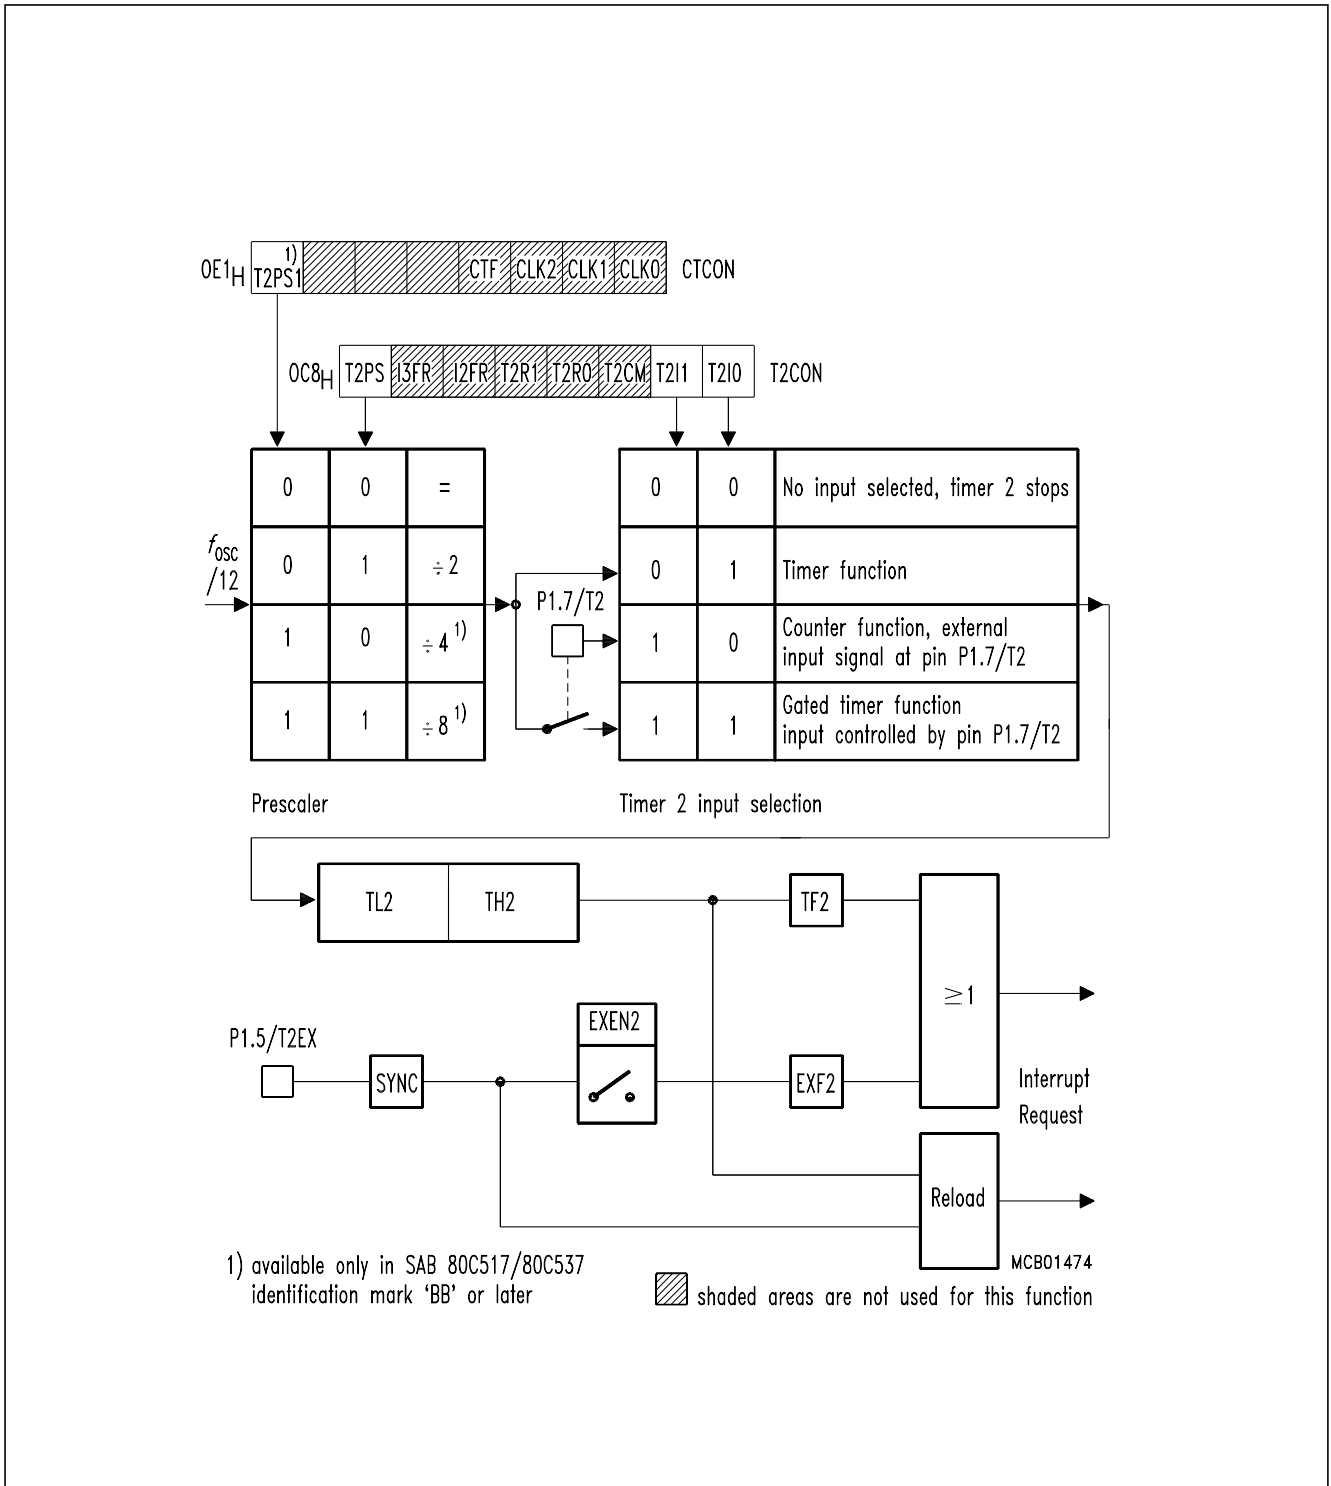 1)
OE1H T2PS1 CTF CLK2 CLK1 CLK0 CTCON
OC8H T2PS I3FR I2FR T2R1 T2R0 T2CM T2I1 T2I0 T2CON
0 0 =
0 1 ÷2
1 0 ÷4 1)
1 1 ÷8 1)
fosc
/12
P1.7/T2
0 0 No input selected, timer 2 stops
0 1 Timer function
1 0 Counter function, external
input signal at pin P1.7/T2
1 1 Gated timer function
input controlled by pin P1.7/T2
Prescaler
Timer 2 input selection
TL2 TH2 TF2
≥1
EXEN2
P1.5/T2EX
SYNC
EXF2
Interrupt
Request
Reload
MCB01474
1) available only in SAB 80C517/80C537
identification mark ‘BB’ or later
shaded areas are not used for this function